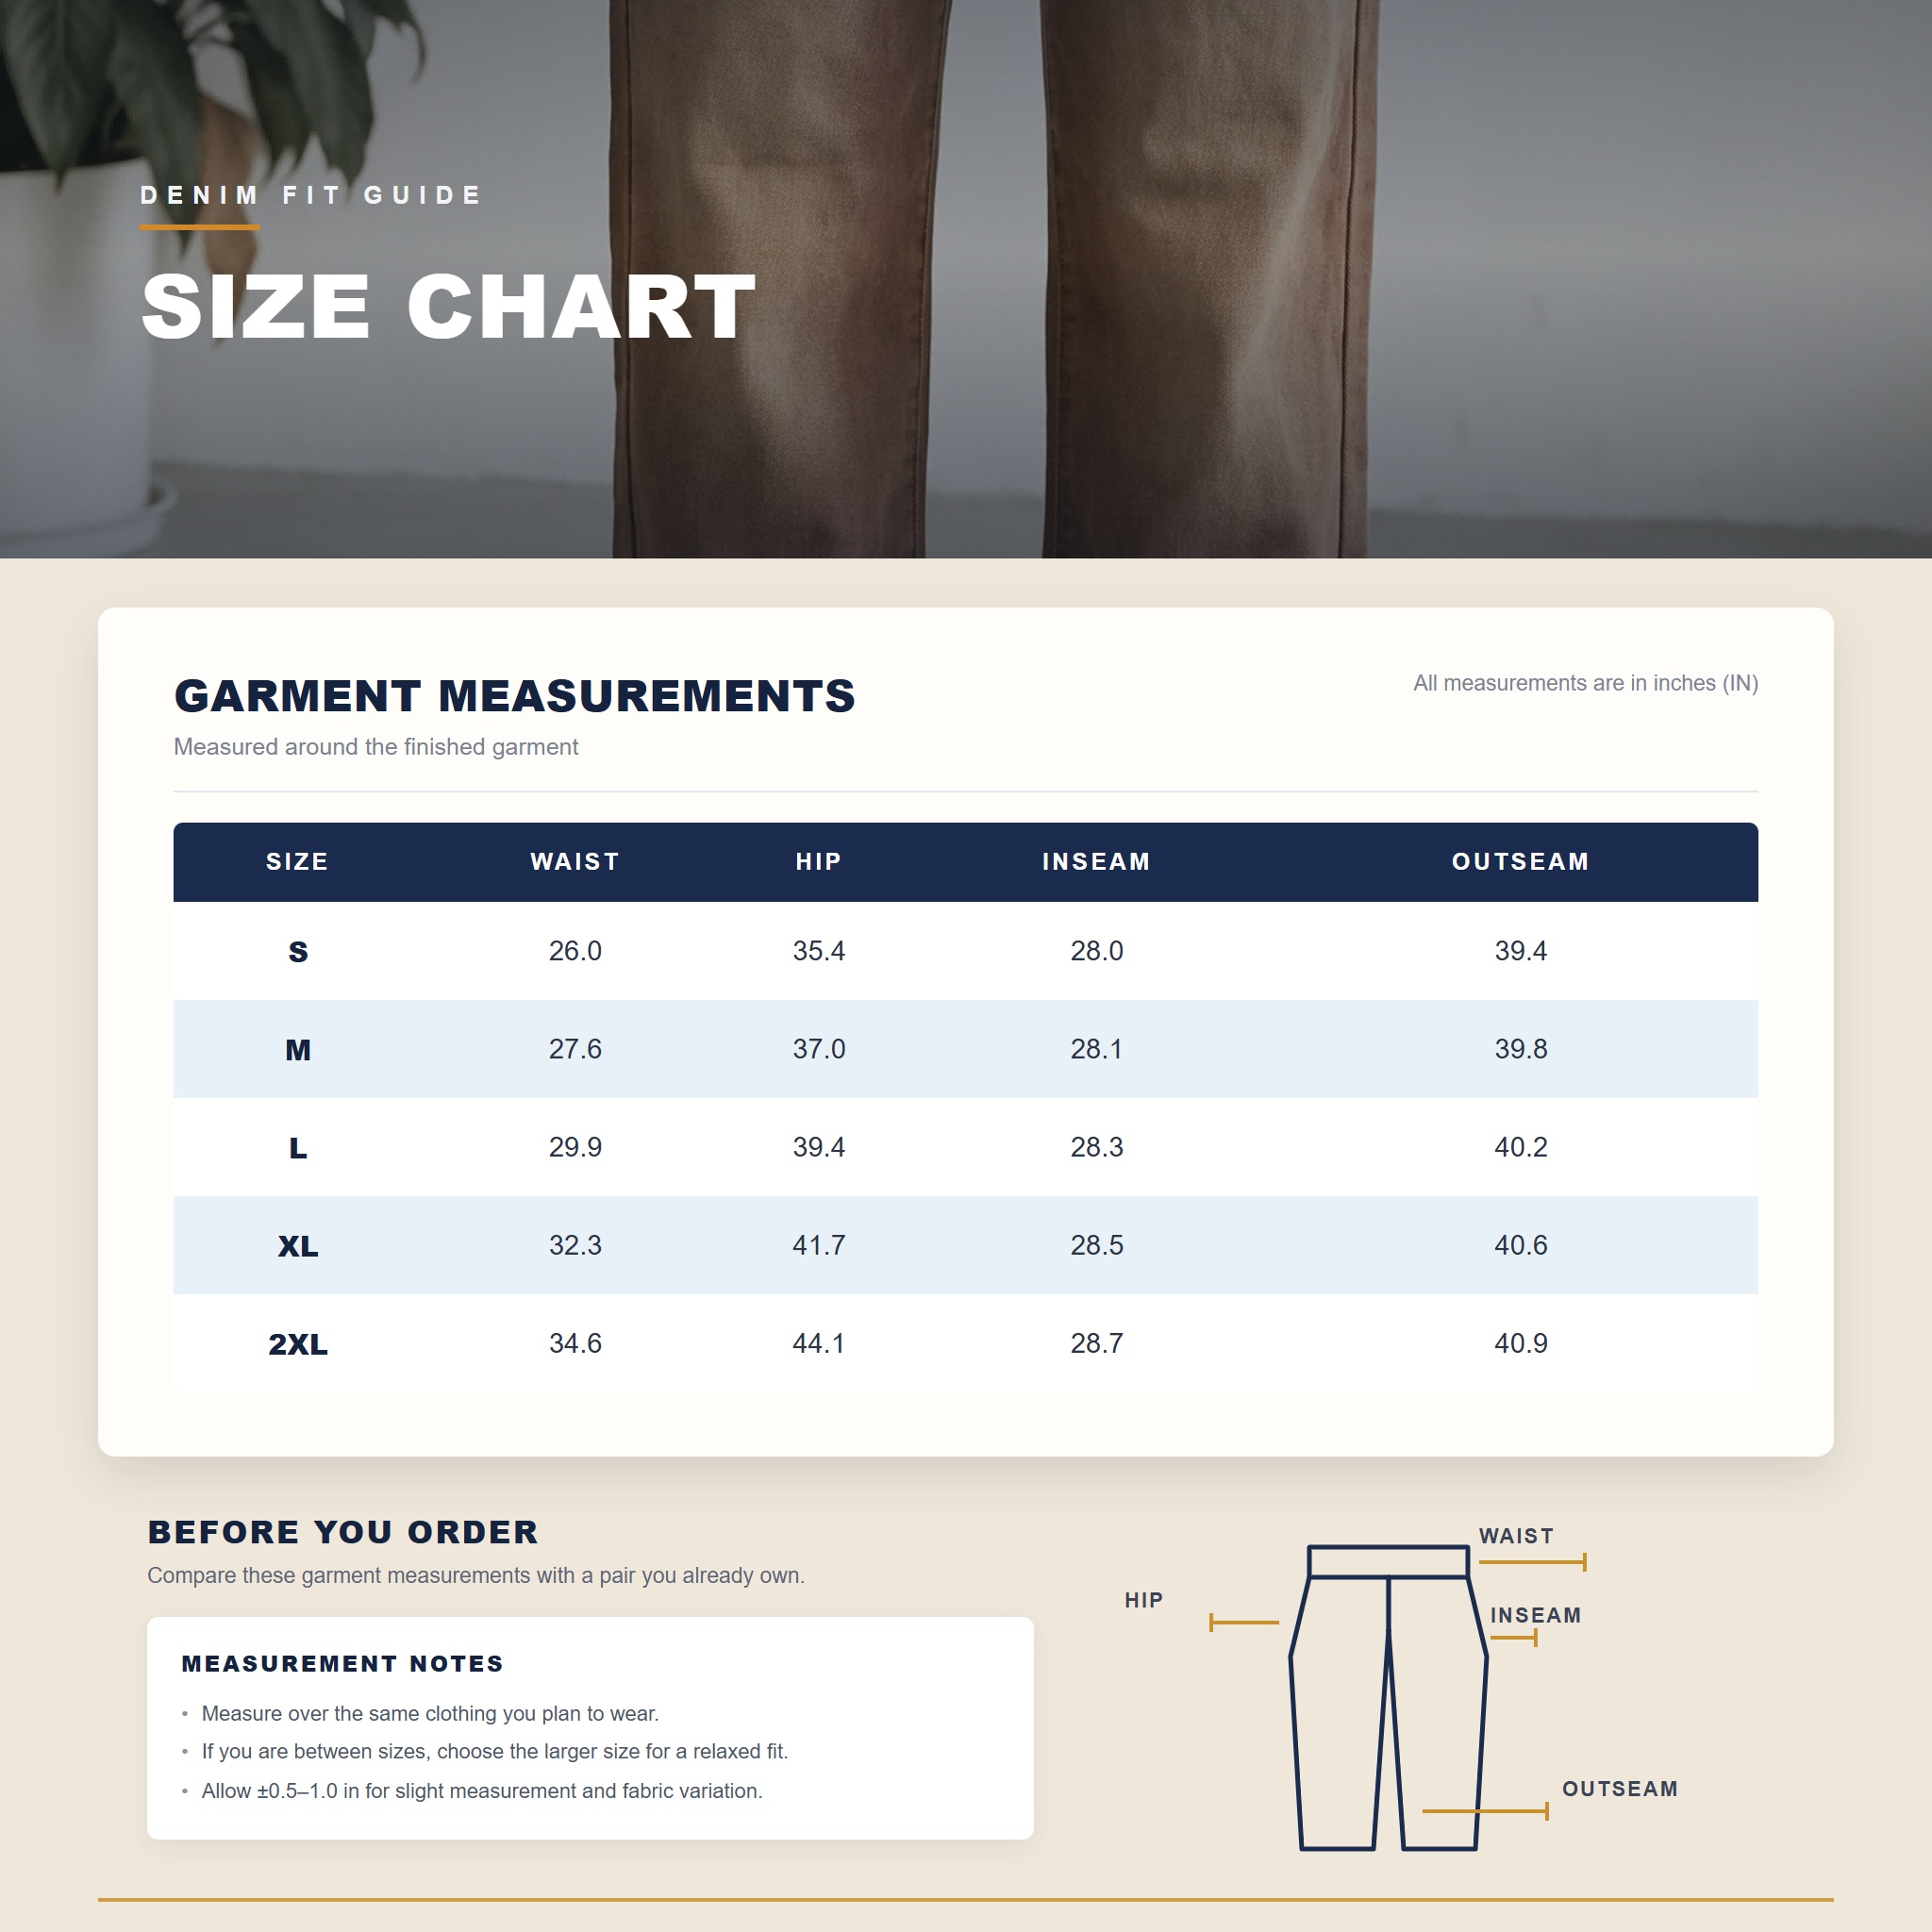 DENIM FIT GUIDE
SIZE CHART
GARMENT MEASUREMENTS
All measurements are in inches (IN)
Measured around the finished garment
SIZE WAIST HIP INSEAM OUTSEAM
S 26.0 35.4 28.0 39.4
M 27.6 37.0 28.1 39.8
L 29.9 39.4 28.3 40.2
XL 32.3 41.7 28.5 40.6
2XL 34.6 44.1 28.7 40.9
BEFORE YOU ORDER
Compare these garment measurements with a pair you already own.
MEASUREMENT NOTES
• Measure over the same clothing you plan to wear.
• If you are between sizes, choose the larger size for a relaxed fit.
• Allow ±0.5–1.0 in for slight measurement and fabric variation.
WAIST
HIP
INSEAM
OUTSEAM